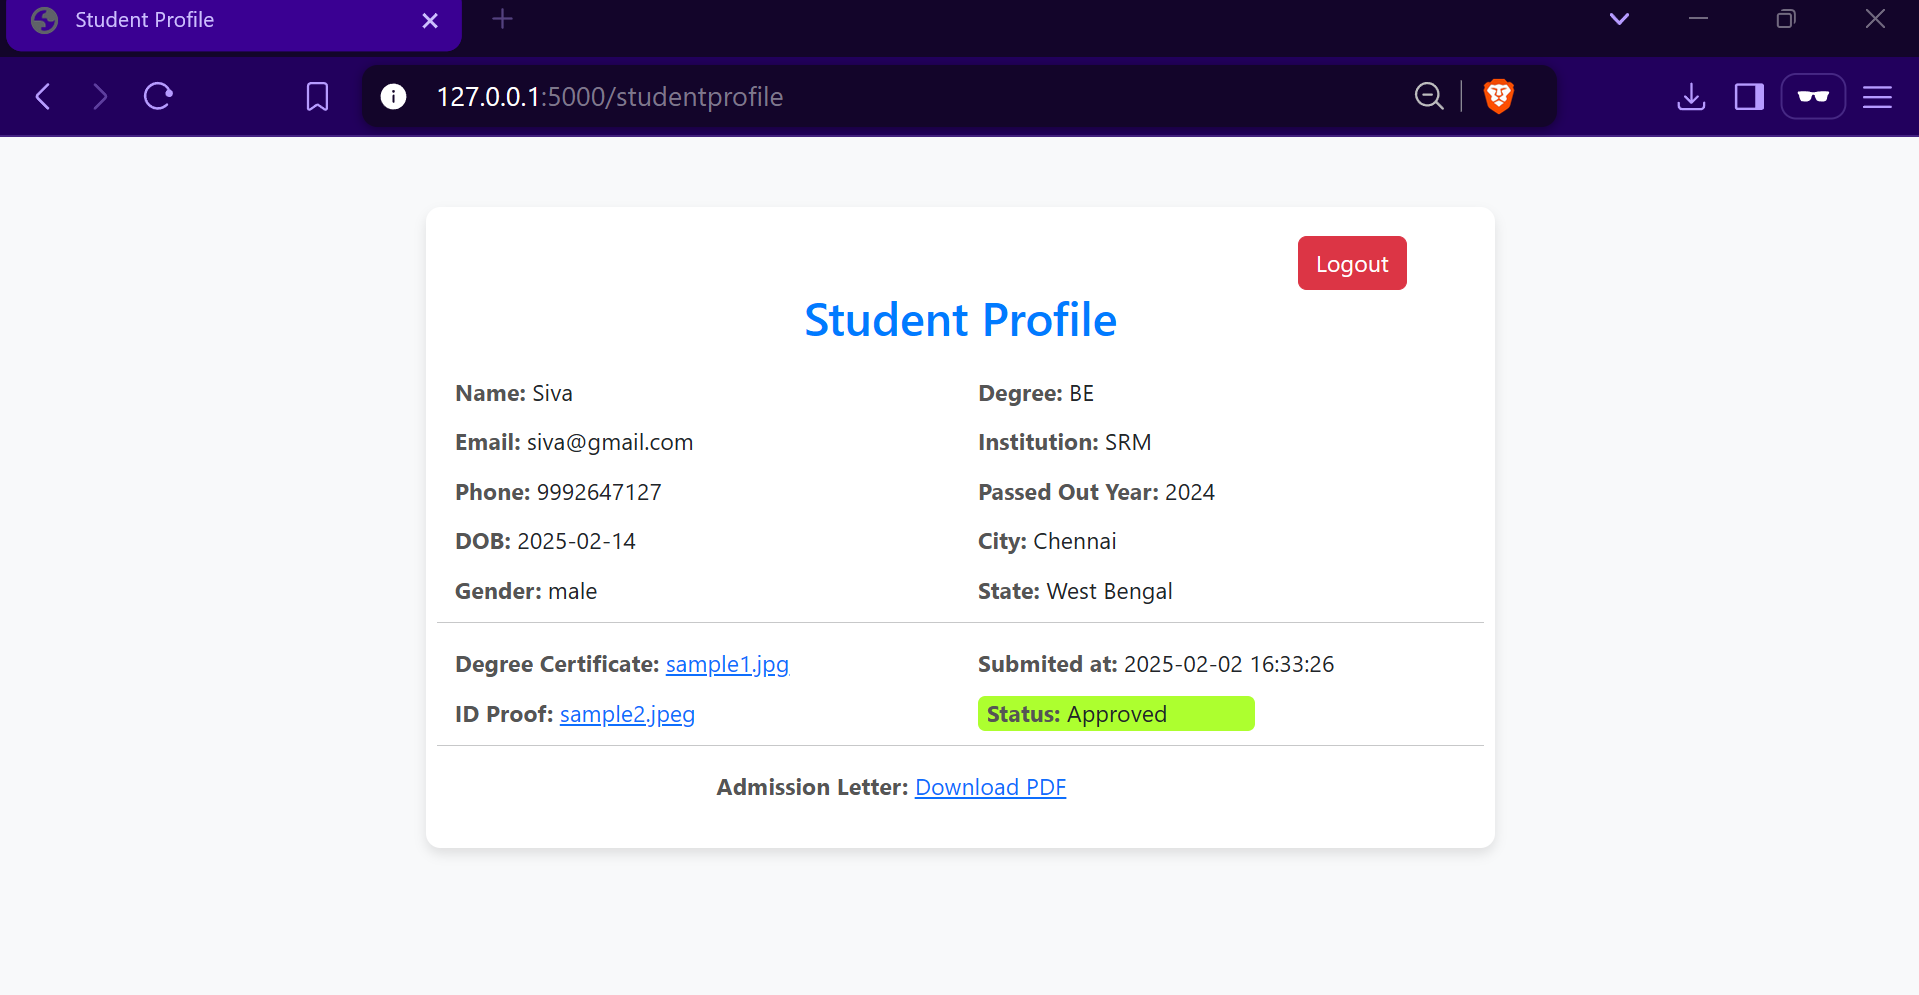 Student Profile
127.0.0.1:5000/studentprofile
Logout
Student Profile
Name: Siva
Email: siva@gmail.com
Phone: 9992647127
DOB: 2025-02-14
Gender: male
Degree: BE
Institution: SRM
Passed Out Year: 2024
City: Chennai
State: West Bengal
Degree Certificate: sample1.jpg
ID Proof: sample2.jpeg
Submited at: 2025-02-02 16:33:26
Status: Approved
Admission Letter: Download PDF